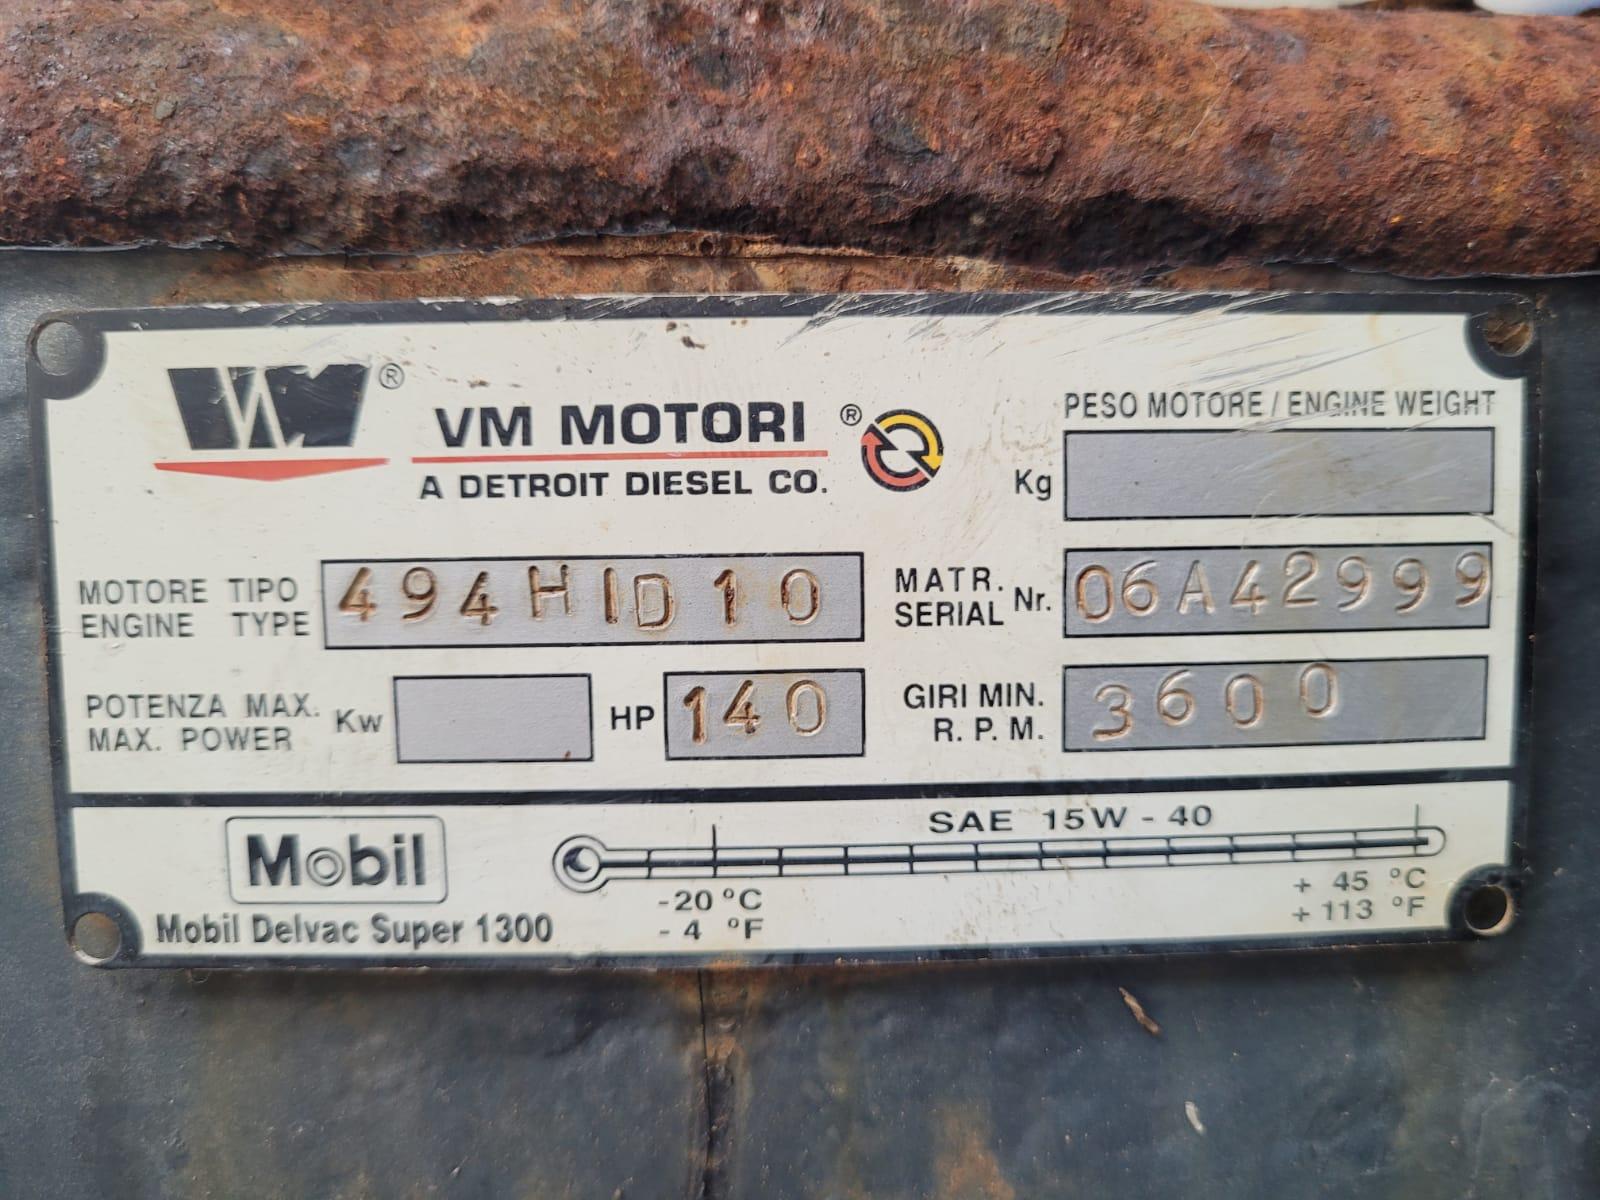 VM®
VM MOTORI ®
A DETROIT DIESEL CO.
PESO MOTORE / ENGINE WEIGHT
Kg
MOTORE TIPO
ENGINE TYPE
494HID10
MATR.
SERIAL Nr.
06A42999
POTENZA MAX.
MAX. POWER
Kw
HP
140
GIRI MIN.
R. P. M.
3600
Mobil
Mobil Delvac Super 1300
SAE 15W - 40
-20 °C
- 4 °F
+ 45 °C
+ 113 °F